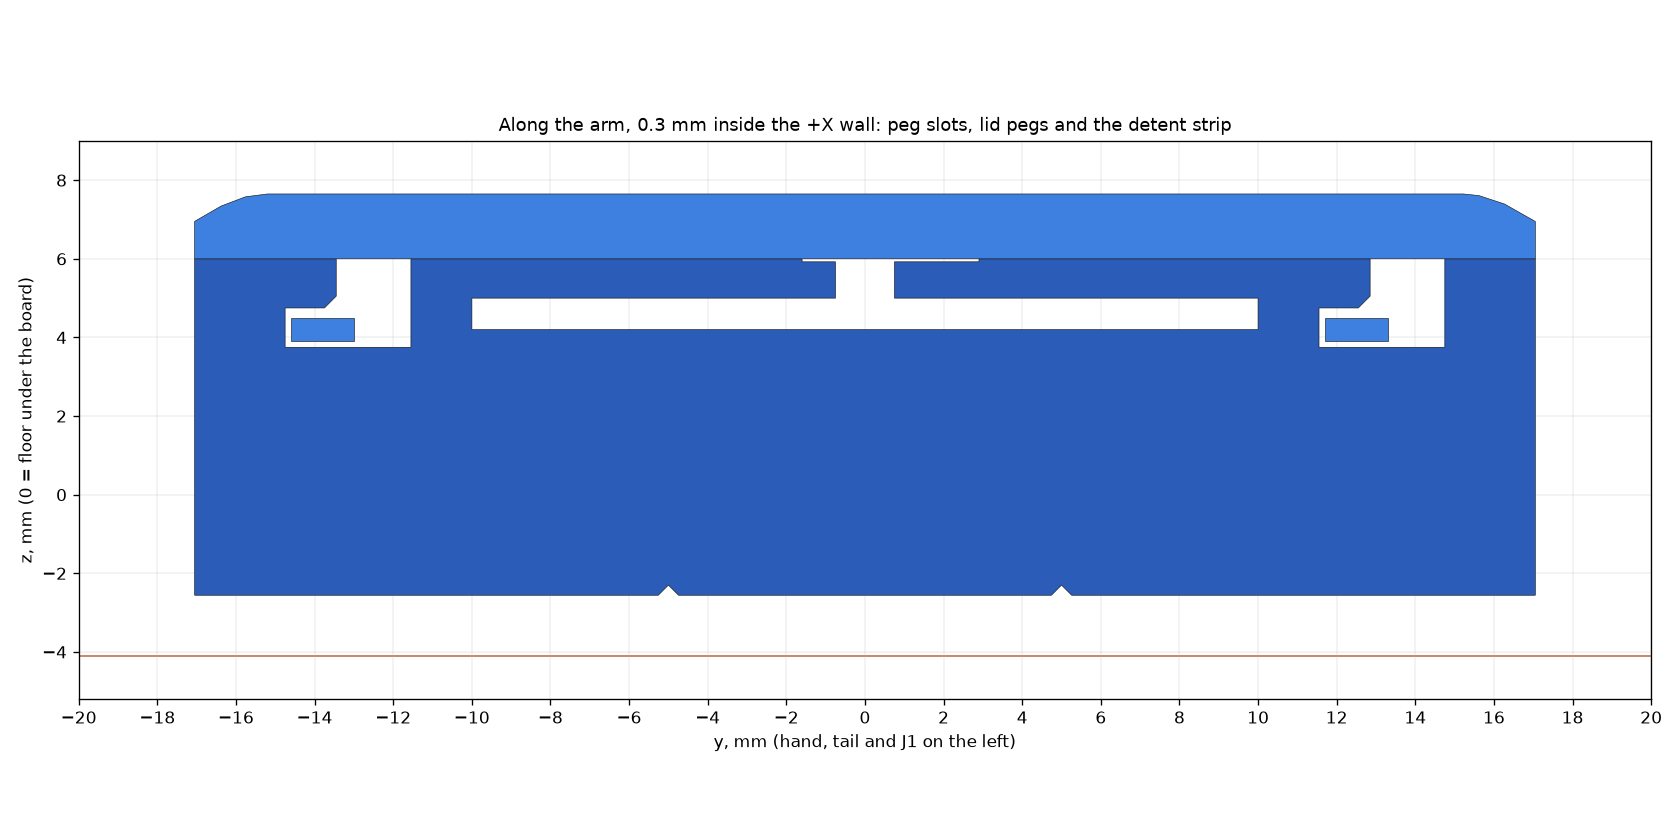 Along the arm, 0.3 mm inside the +X wall: peg slots, lid pegs and the detent strip
8
6
4
2
0
−2
−4
z, mm (0 = floor under the board)
−20 −18 −16 −14 −12 −10 −8 −6 −4 −2 0 2 4 6 8 10 12 14 16 18 20
y, mm (hand, tail and J1 on the left)